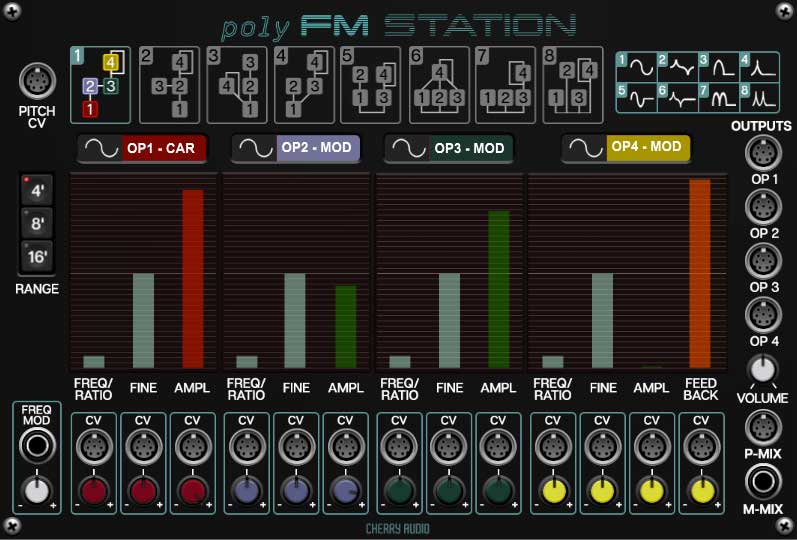 poly FM STATION
1 2 3 4 5 6 7 8
4 4 4 4 4 4 4 4
2 3 3 2 3 2 2 3 2 3
1 2 1 1 1 3 1 2 3 1 2 3 1 2 3
1 2 3 4
5 6 7 8
PITCH
CV
OP1 - CAR
OP2 - MOD
OP3 - MOD
OP4 - MOD
OUTPUTS
OP 1
OP 2
OP 3
OP 4
VOLUME
P-MIX
M-MIX
4'
8'
16'
RANGE
FREQ/
RATIO
FINE
AMPL
FREQ/
RATIO
FINE
AMPL
FREQ/
RATIO
FINE
AMPL
FREQ/
RATIO
FINE
AMPL
FEED
BACK
FREQ
MOD
- +
CV
- +
CV
- +
CV
- +
CV
- +
CV
- +
CV
- +
CV
- +
CV
- +
CV
- +
CV
- +
CV
- +
CV
- +
CV
- +
CHERRY AUDIO